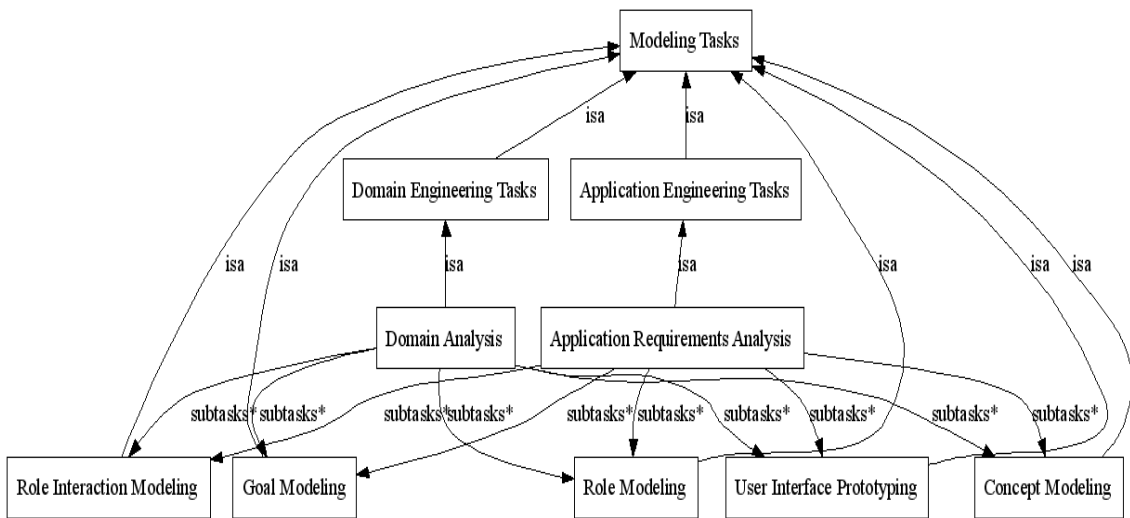 Modeling Tasks
isa isa
Domain Engineering Tasks Application Engineering Tasks
isa isa isa isa isa isa isa
Domain Analysis Application Requirements Analysis
subtasks* subtasks* subtasks* subtasks* subtasks* subtasks* subtasks* subtasks* subtasks* subtasks*
Role Interaction Modeling Goal Modeling Role Modeling User Interface Prototyping Concept Modeling